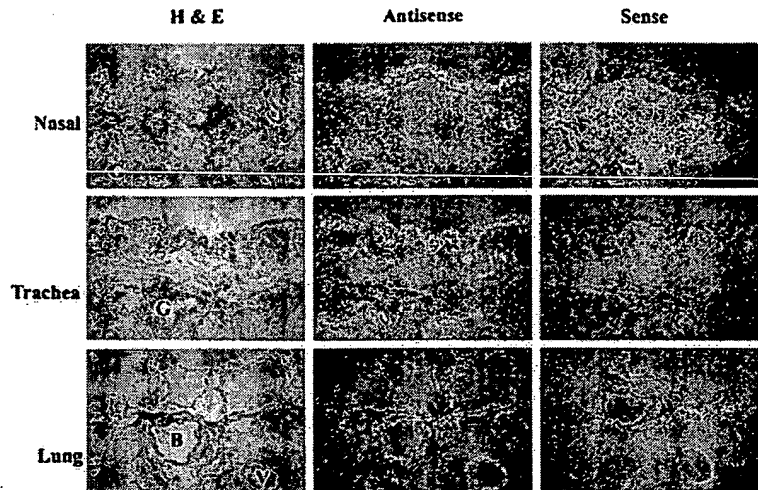 H & E Antisense Sense
Nasal
Trachea
G
Lung
B
V